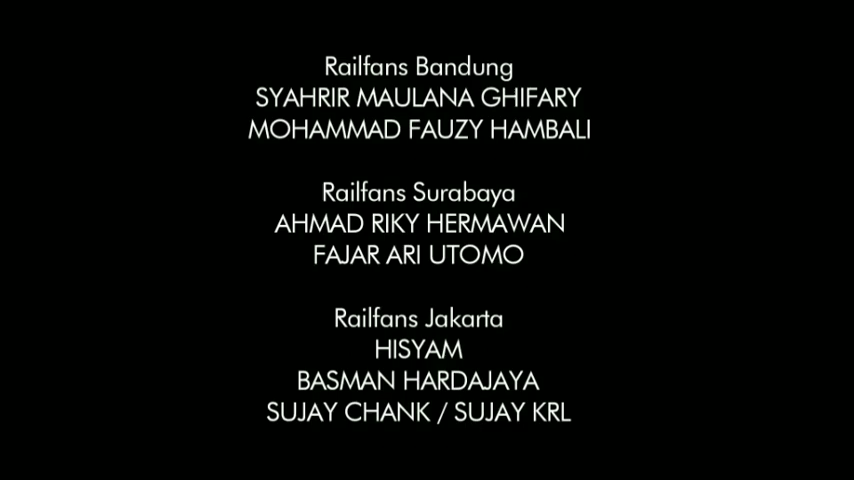 Railfans Bandung
SYAHRIR MAULANA GHIFARY
MOHAMMAD FAUZY HAMBALI
Railfans Surabaya
AHMAD RIKY HERMAWAN
FAJAR ARI UTOMO
Railfans Jakarta
HISYAM
BASMAN HARDAJAYA
SUJAY CHANK / SUJAY KRL